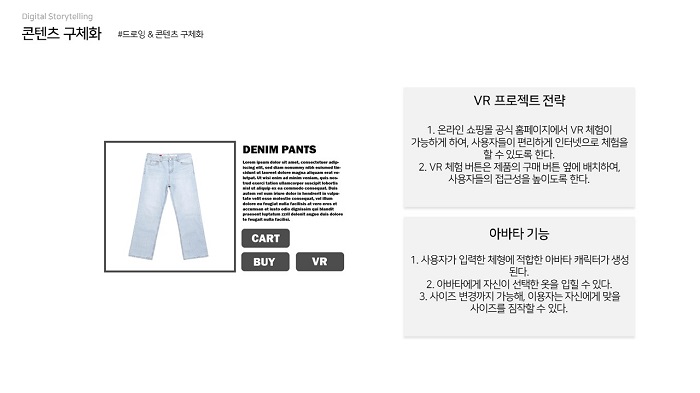 Digital Storytelling
콘텐츠 구체화
#드로잉 & 콘텐츠 구체화
DENIM PANTS
Lorem ipsum dolor sit amet, consectetuer adip-
iscing elit, sed diam nonummy nibh euismod tin-
cidunt ut laoreet dolore magna aliquam erat vo-
lutpat. Ut wisi enim ad minim veniam, quis nos-
trud exerci tation ullamcorper suscipit lobortis
nisl ut aliquip ex ea commodo consequat. Duis
autem vel eum iriure dolor in hendrerit in vulpu-
tate velit esse molestie consequat, vel illum
dolore eu feugiat nulla facilisis at vero eros et
accumsan et iusto odio dignissim qui blandit
praesent luptatum zzril delenit augue duis dolore
te feugait nulla facilisi.
CART
BUY
VR
VR 프로젝트 전략
1. 온라인 쇼핑몰 공식 홈페이지에서 VR 체험이
가능하게 하여, 사용자들이 편리하게 인터넷으로 체험을
할 수 있도록 한다.
2. VR 체험 버튼은 제품의 구매 버튼 옆에 배치하여,
사용자들의 접근성을 높이도록 한다.
아바타 기능
1. 사용자가 입력한 체형에 적합한 아바타 캐릭터가 생성
된다.
2. 아바타에게 자신이 선택한 옷을 입힐 수 있다.
3. 사이즈 변경까지 가능해, 이용자는 자신에게 맞을
사이즈를 짐작할 수 있다.